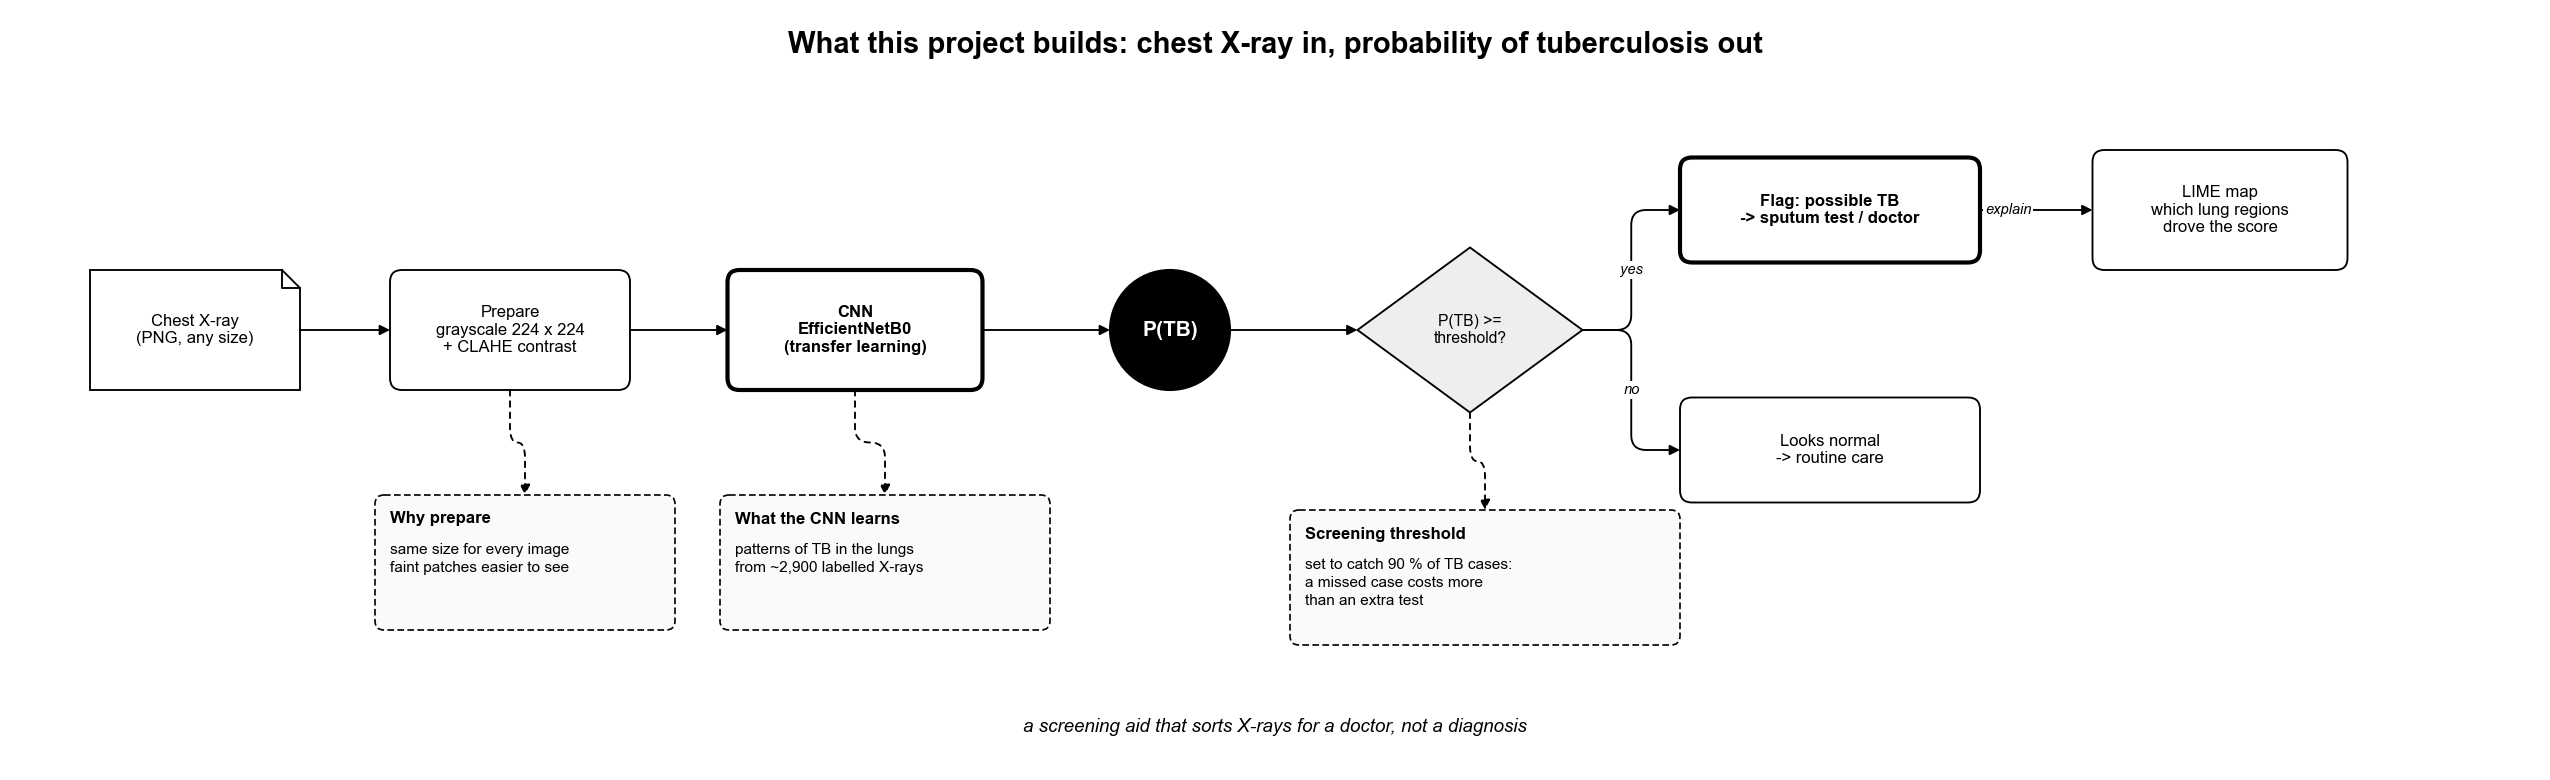 What this project builds: chest X-ray in, probability of tuberculosis out
Chest X-ray
(PNG, any size)
Prepare
grayscale 224 x 224
+ CLAHE contrast
CNN
EfficientNetB0
(transfer learning)
P(TB)
P(TB) >=
threshold?
yes
no
Flag: possible TB
-> sputum test / doctor
explain
LIME map
which lung regions
drove the score
Looks normal
-> routine care
Why prepare
same size for every image
faint patches easier to see
What the CNN learns
patterns of TB in the lungs
from ~2,900 labelled X-rays
Screening threshold
set to catch 90 % of TB cases:
a missed case costs more
than an extra test
a screening aid that sorts X-rays for a doctor, not a diagnosis